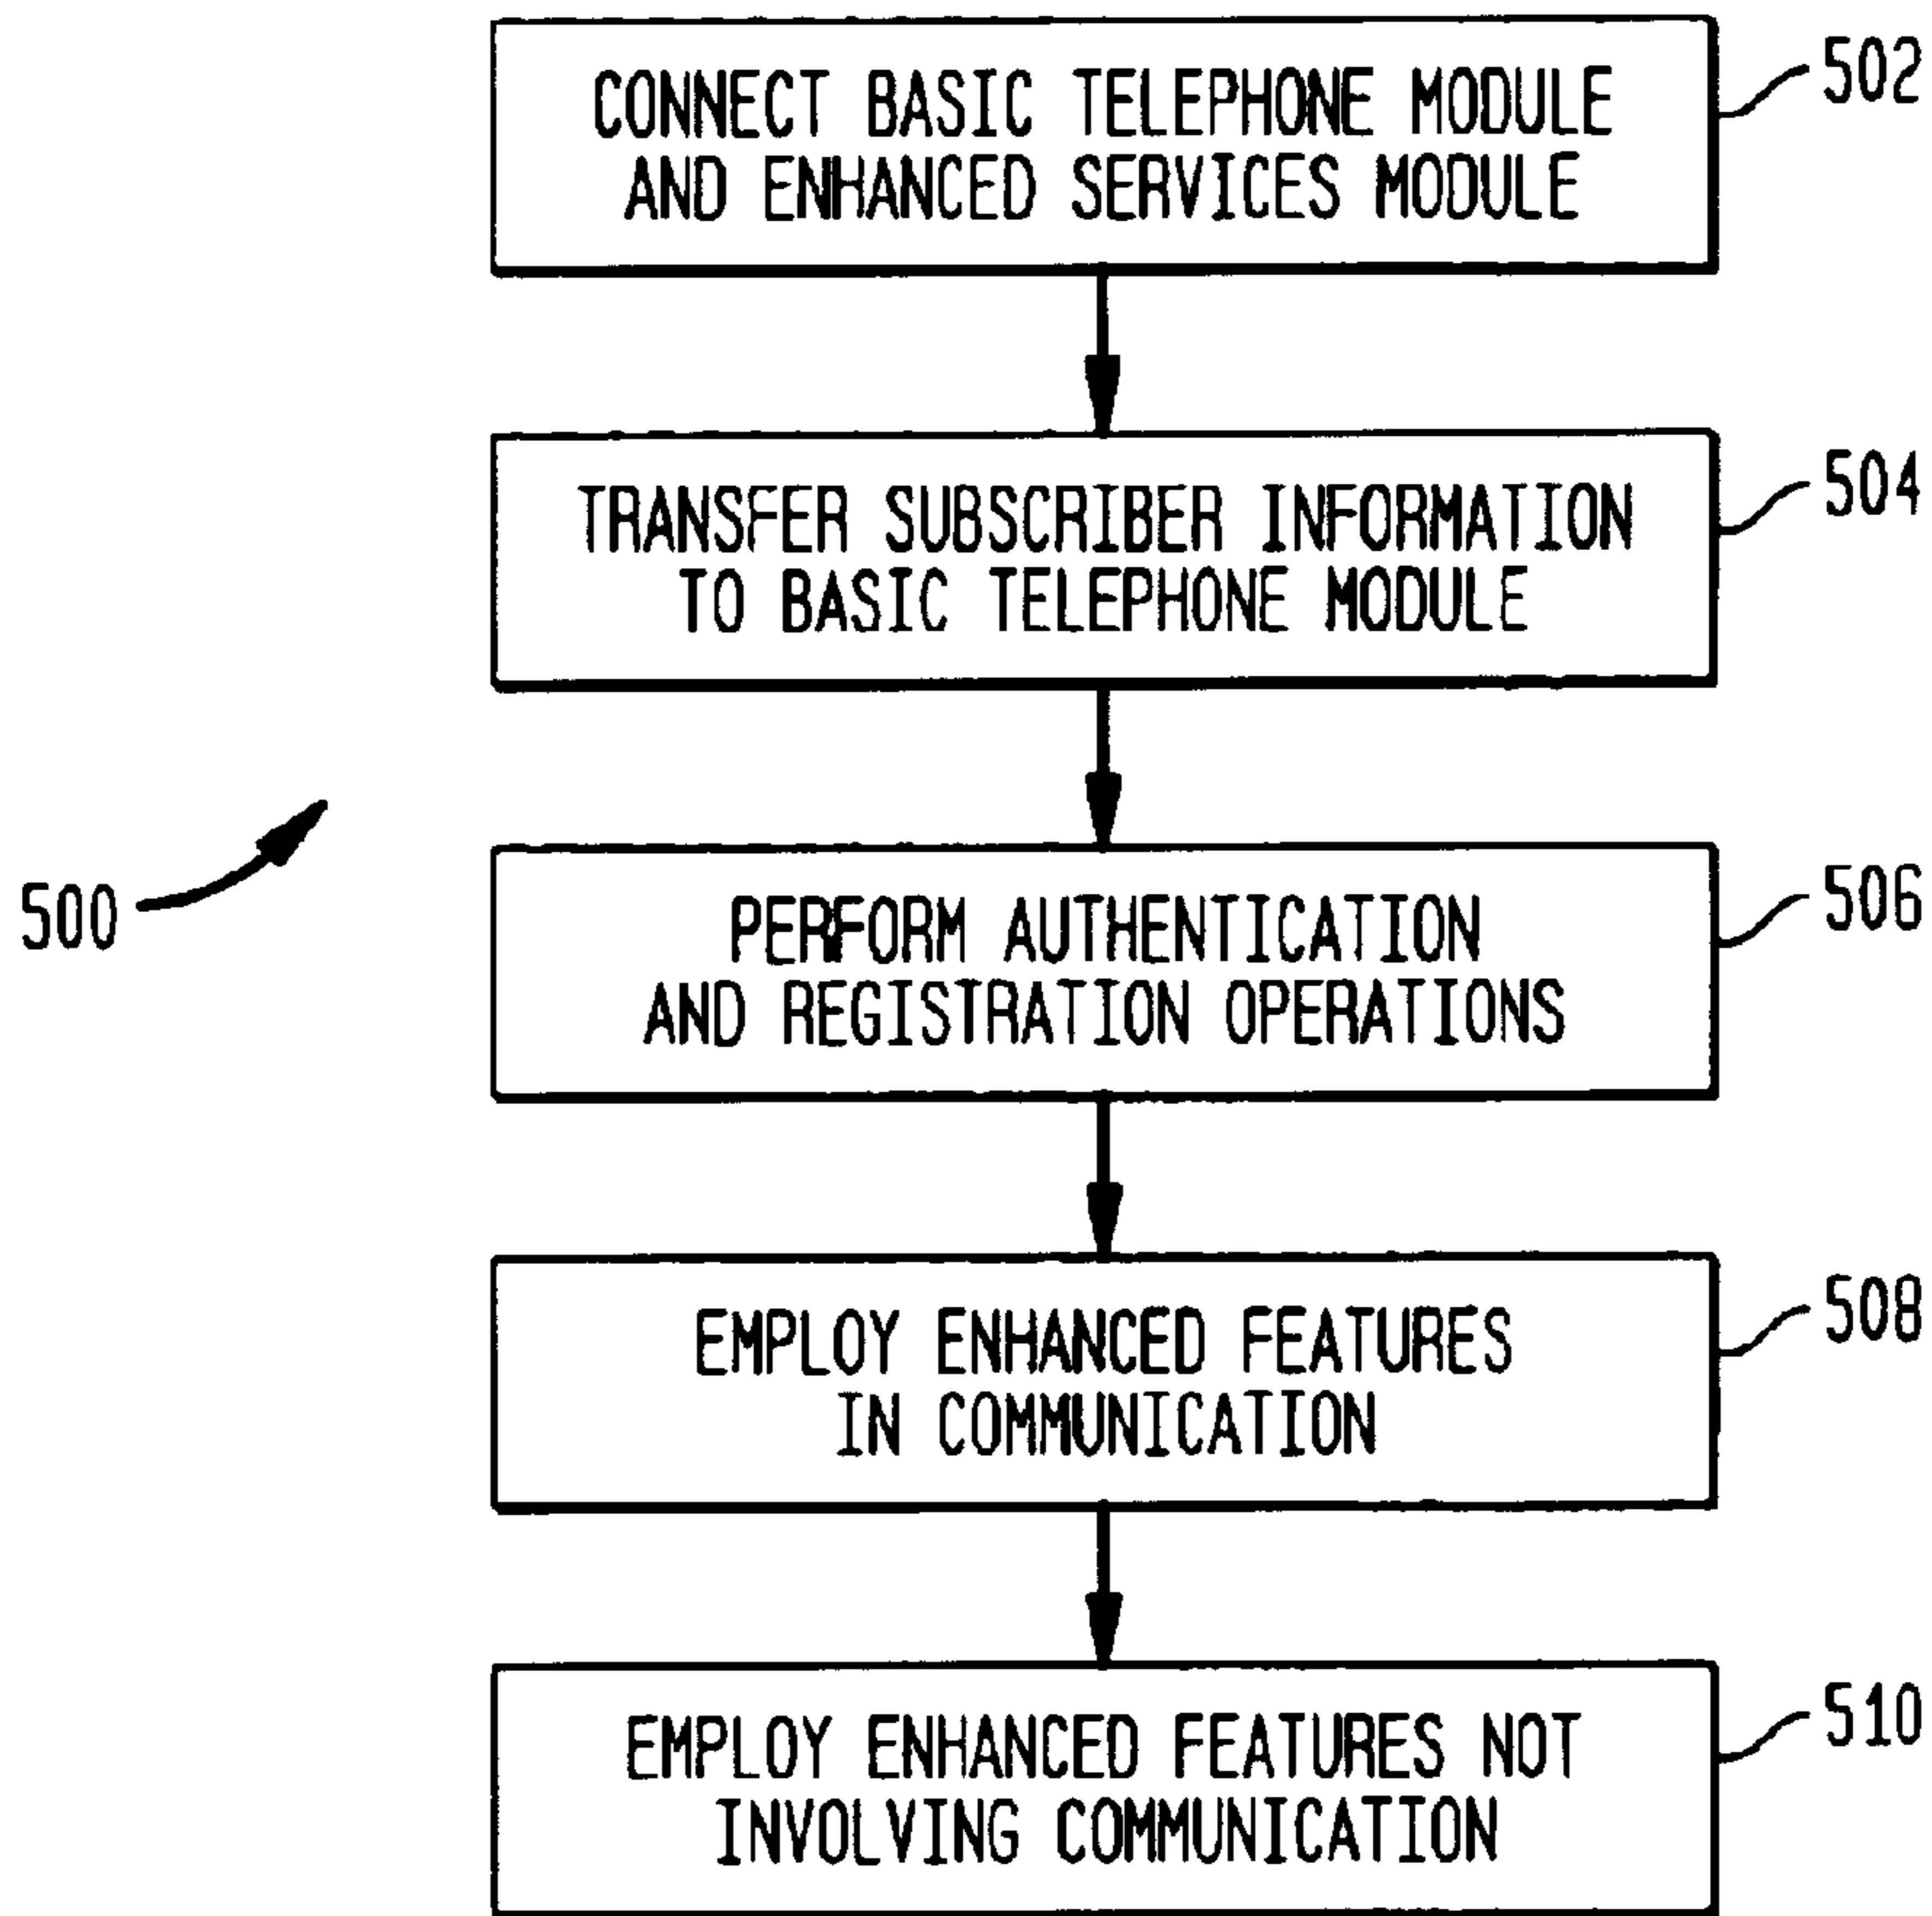 CONNECT BASIC TELEPHONE MODULE
AND ENHANCED SERVICES MODULE
502
TRANSFER SUBSCRIBER INFORMATION
TO BASIC TELEPHONE MODULE
504
500
PERFORM AUTHENTICATION
AND REGISTRATION OPERATIONS
506
EMPLOY ENHANCED FEATURES
IN COMMUNICATION
508
EMPLOY ENHANCED FEATURES NOT
INVOLVING COMMUNICATION
510